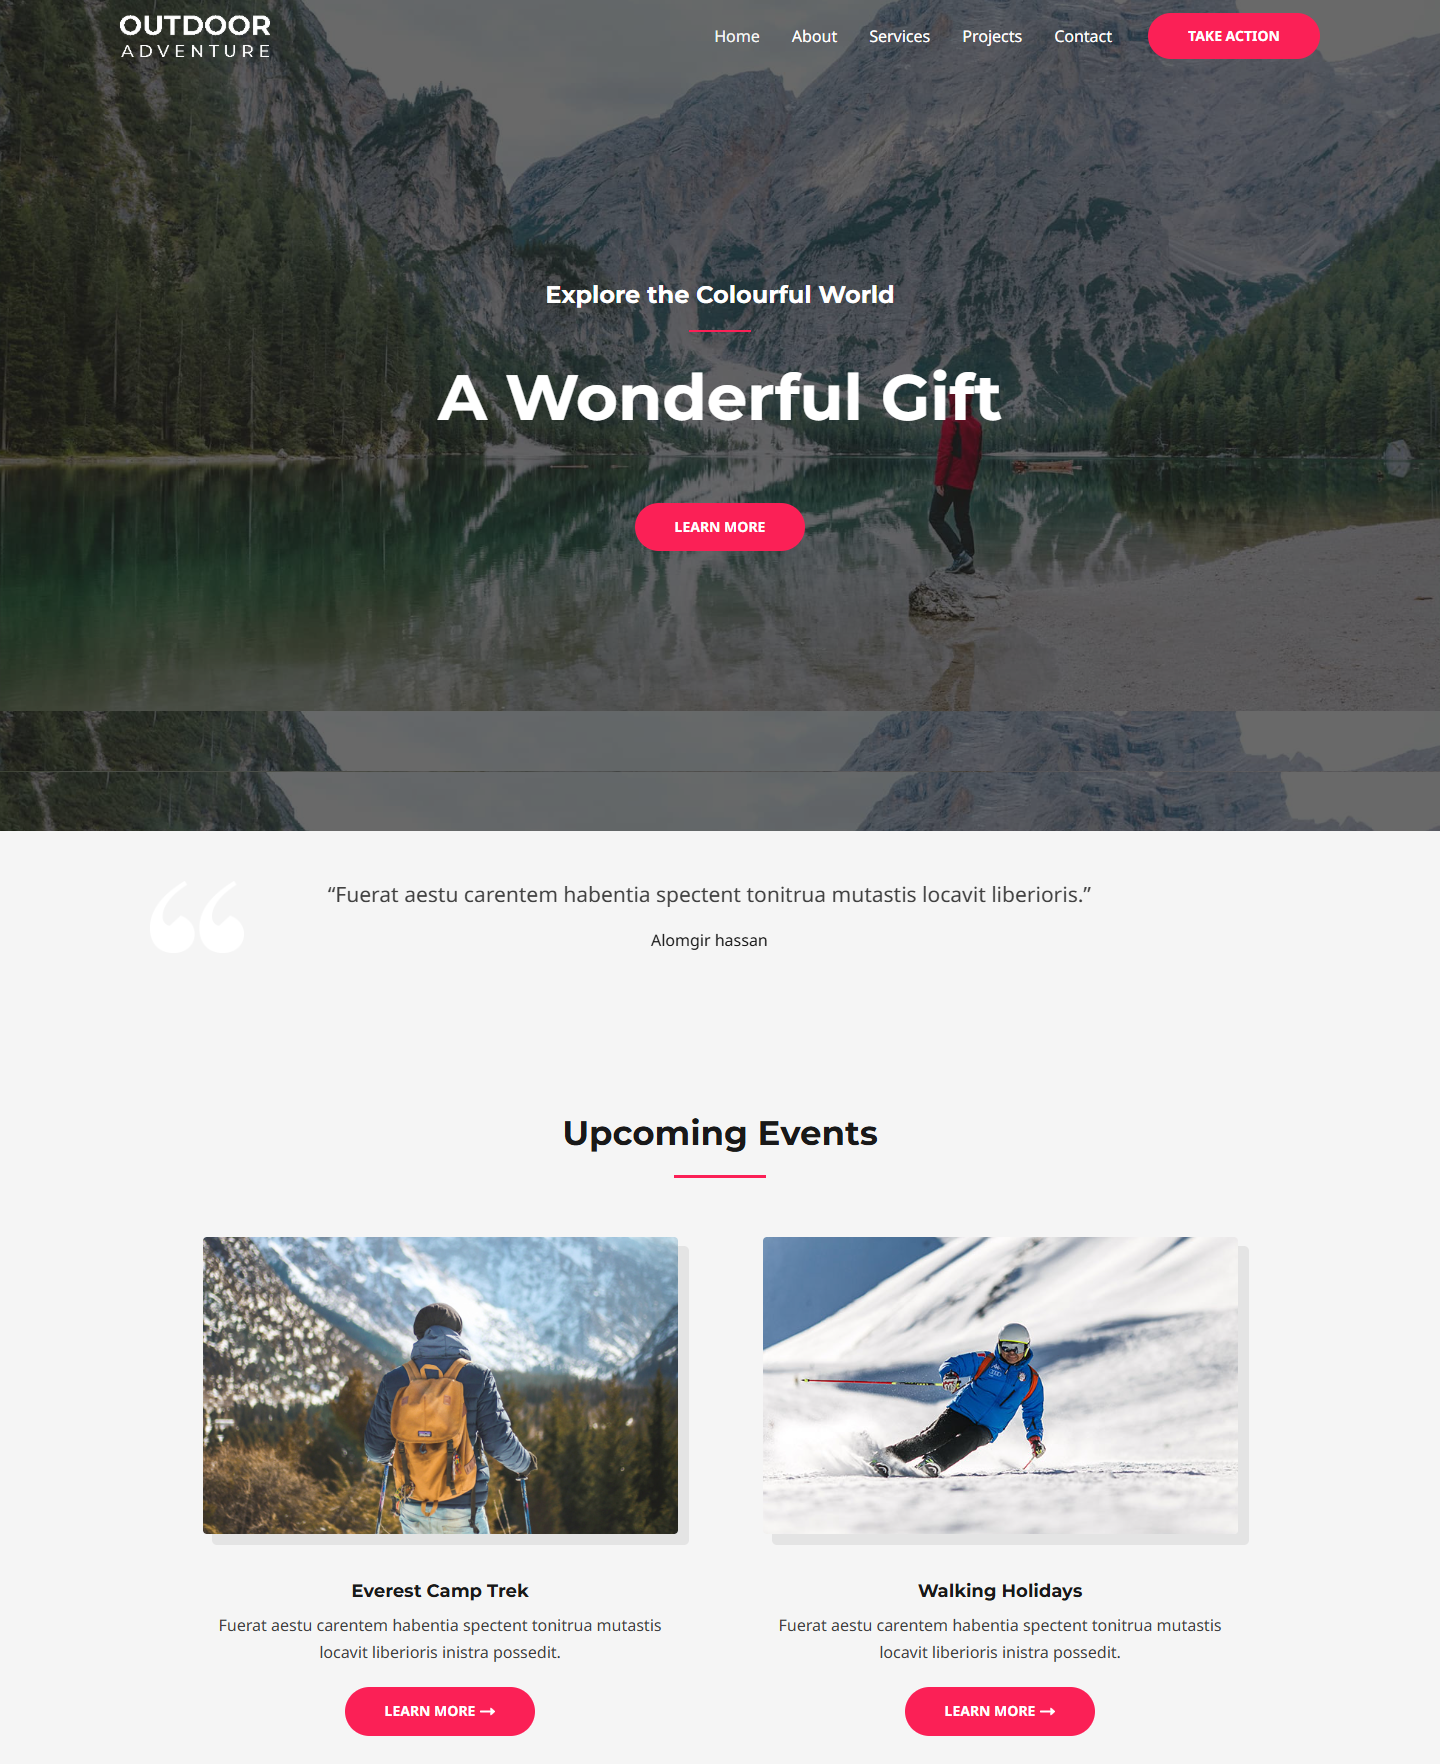 OUTDOOR
ADVENTURE
Home About Services Projects Contact TAKE ACTION
Explore the Colourful World
A Wonderful Gift
LEARN MORE
“Fuerat aestu carentem habentia spectent tonitrua mutastis locavit liberioris.”
Alomgir hassan
Upcoming Events
Everest Camp Trek
Fuerat aestu carentem habentia spectent tonitrua mutastis
locavit liberioris inistra possedit.
LEARN MORE →
Walking Holidays
Fuerat aestu carentem habentia spectent tonitrua mutastis
locavit liberioris inistra possedit.
LEARN MORE →